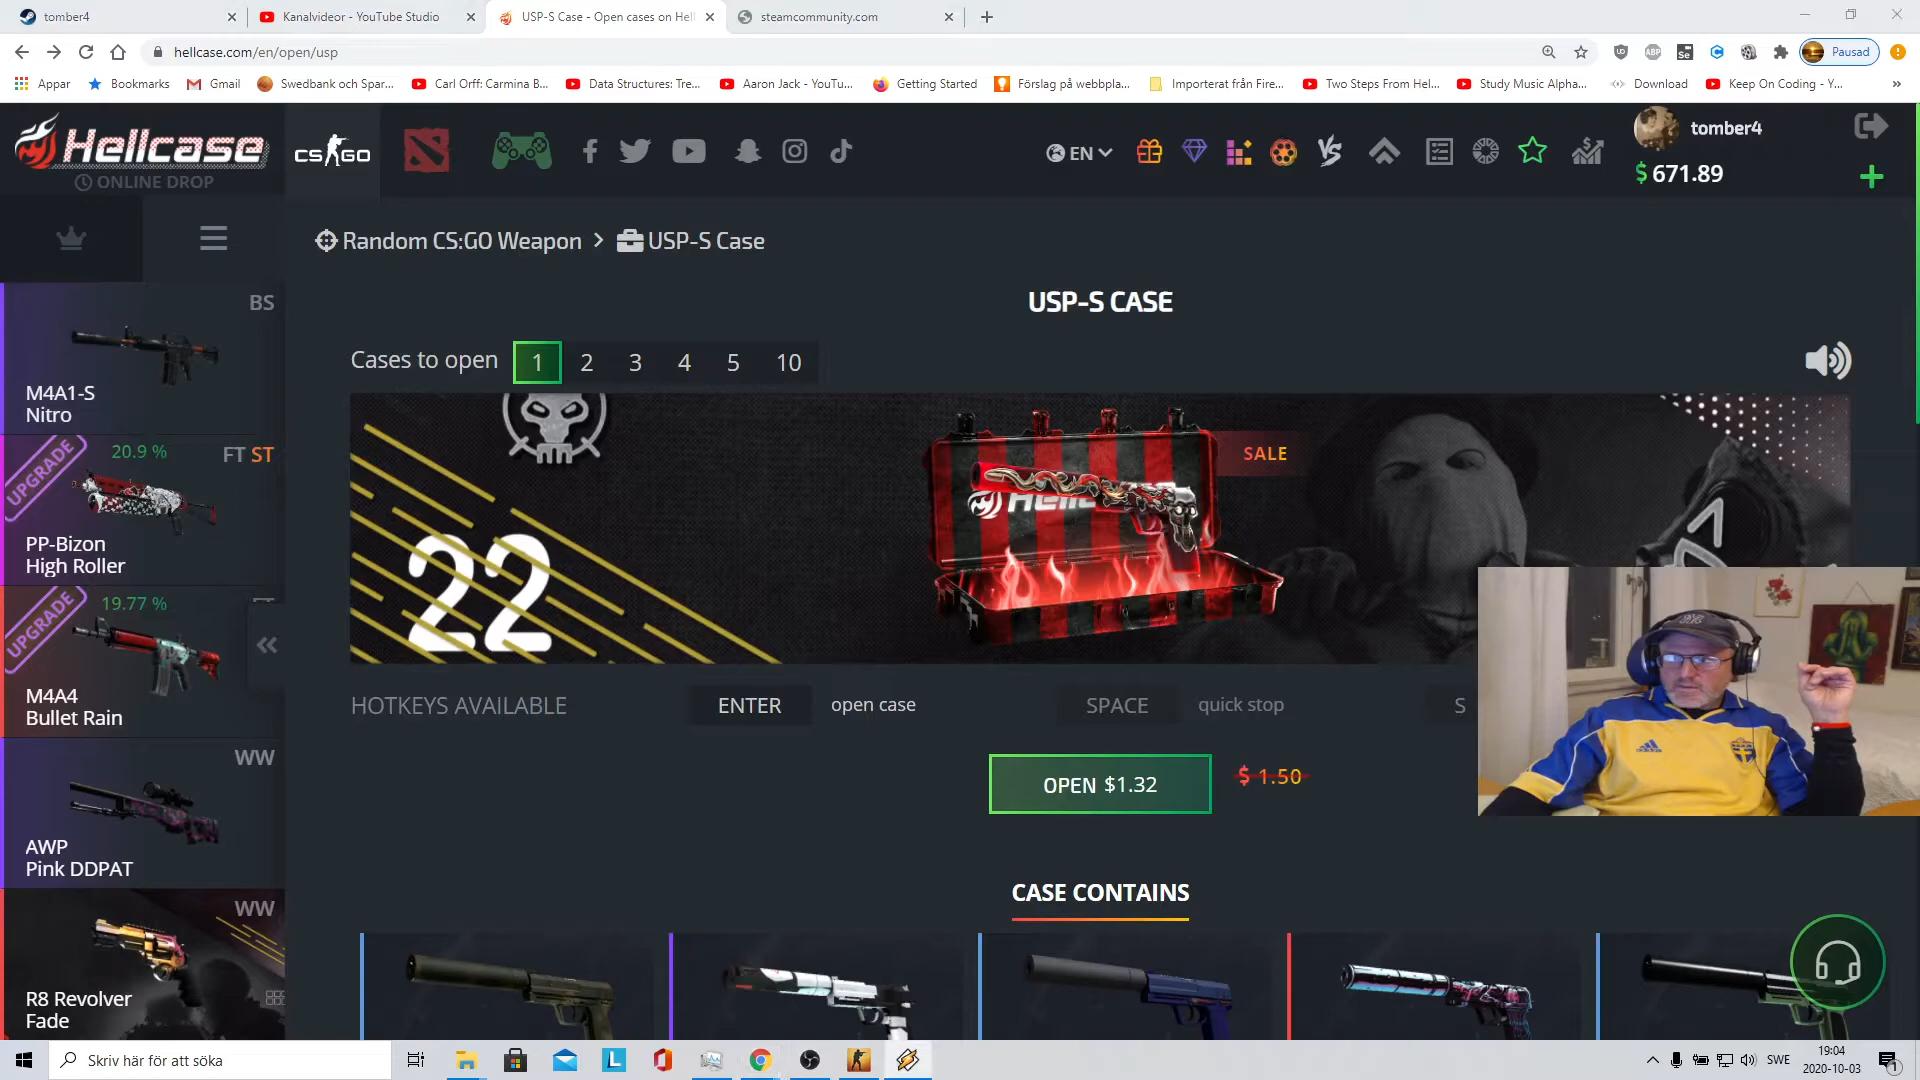 tomber4
Kanalvideor - YouTube Studio
USP-S Case - Open cases on Hell
steamcommunity.com
hellcase.com/en/open/usp
Pausad
Appar
Bookmarks
Gmail
Swedbank och Spar...
Carl Orff: Carmina B...
Data Structures: Tre...
Aaron Jack - YouTu...
Getting Started
Förslag på webbpla...
Importerat från Fire...
Two Steps From Hel...
Study Music Alpha...
Download
Keep On Coding - Y...
Hellcase
ONLINE DROP
CS:GO
EN
tomber4
$ 671.89
Random CS:GO Weapon > USP-S Case
USP-S CASE
Cases to open 1 2 3 4 5 10
BS
M4A1-S
Nitro
UPGRADE
20.9 %
FT ST
PP-Bizon
High Roller
UPGRADE
19.77 %
M4A4
Bullet Rain
WW
AWP
Pink DDPAT
WW
R8 Revolver
Fade
22
SALE
HOTKEYS AVAILABLE
ENTER open case
SPACE quick stop
S
OPEN $1.32
$ 1.50
CASE CONTAINS
Skriv här för att söka
SWE
19:04
2020-10-03